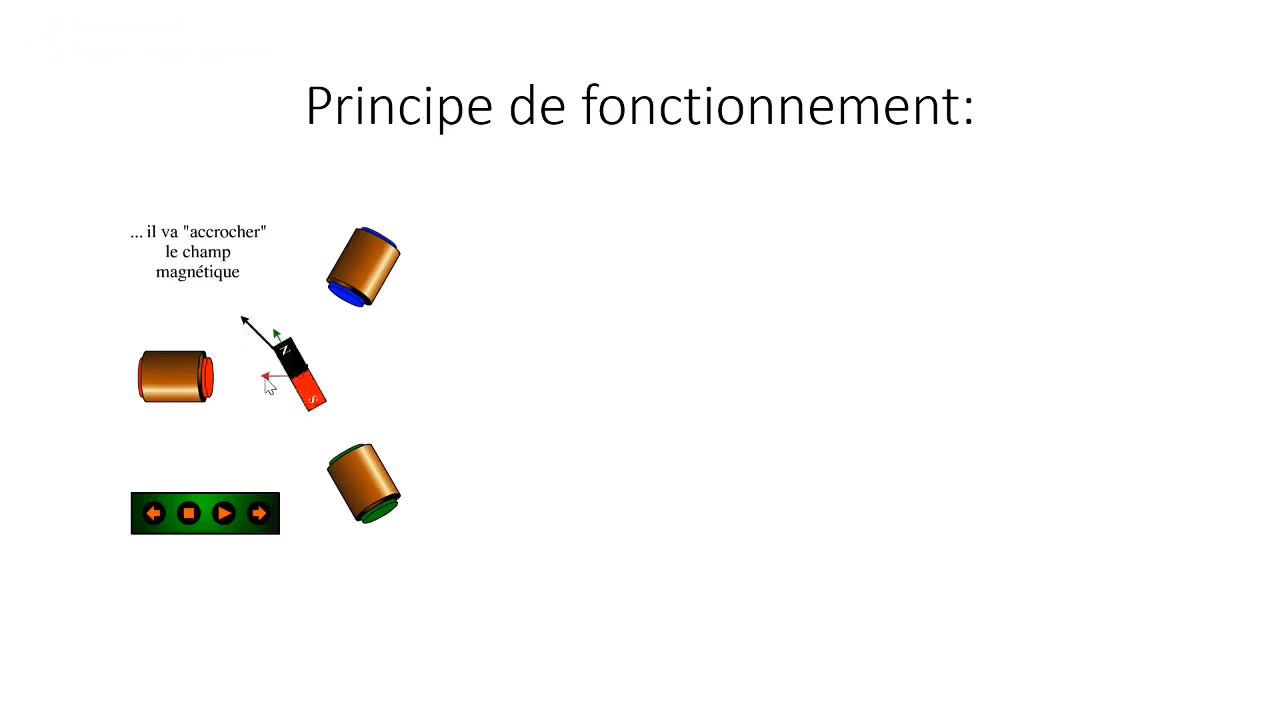 Principe de fonctionnement:
... il va "accrocher"
le champ
magnétique
N
S